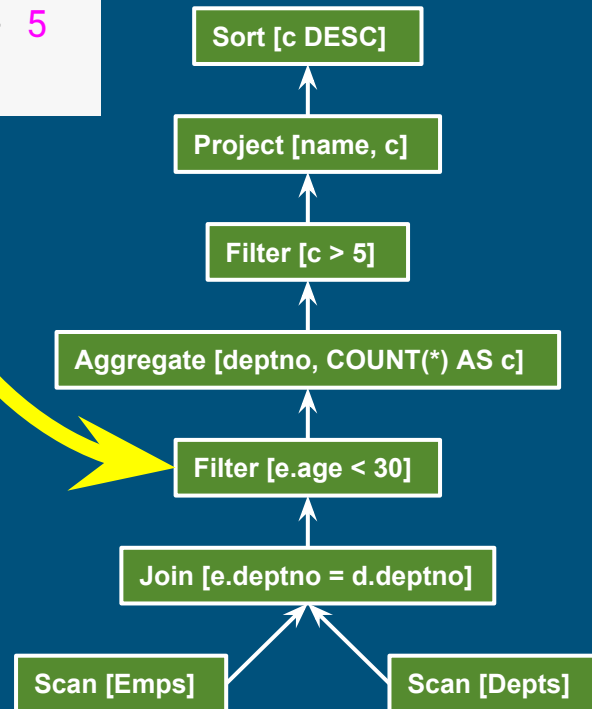 5
Sort [c DESC]
Project [name, c]
Filter [c > 5]
Aggregate [deptno, COUNT(*) AS c]
Filter [e.age < 30]
Join [e.deptno = d.deptno]
Scan [Emps]
Scan [Depts]